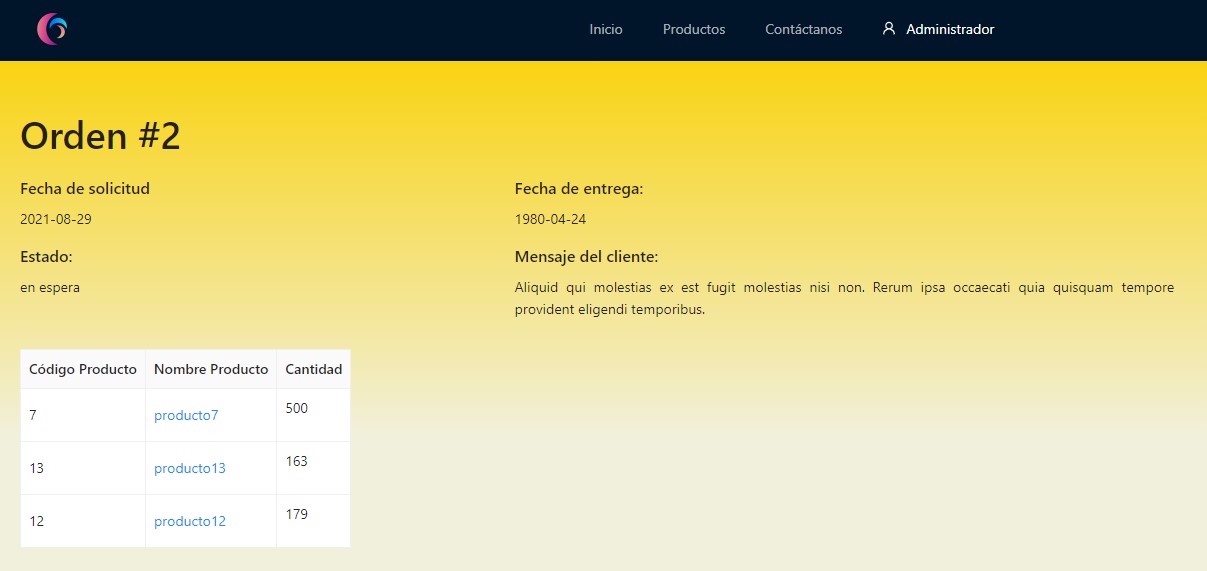 Inicio Productos Contáctanos Administrador
Orden #2
Fecha de solicitud Fecha de entrega:
2021-08-29 1980-04-24
Estado: Mensaje del cliente:
en espera
Aliquid qui molestias ex est fugit molestias nisi non. Rerum ipsa occaecati quia quisquam tempore
provident eligendi temporibus.
Código Producto Nombre Producto Cantidad
7 producto7 500
13 producto13 163
12 producto12 179